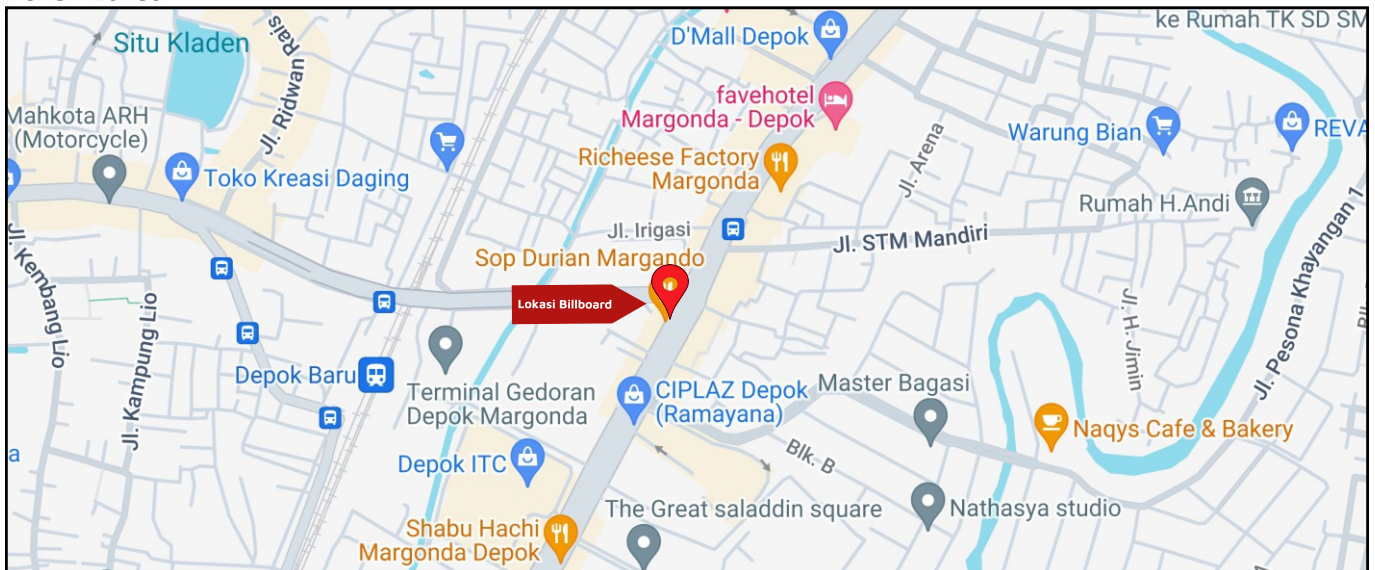 ke Rumah TK SD SM
Situ Kladen
D'Mall Depok
Jl. Ridwan Rais
favehotel
Margonda - Depok
Mahkota ARH
(Motorcycle)
Warung Bian
REVA
Jl. Arena
Richeese Factory
Margonda
Toko Kreasi Daging
Rumah H.Andi
Jl. Irigasi
Jl. STM Mandiri
Sop Durian Margando
Lokasi Billboard
Jl. Kembang Lio
Jl. Kampung Lio
Jl. H. Jimin
Jl. Pesona Khayangan 1
Depok Baru
Terminal Gedoran
Depok Margonda
CIPLAZ Depok
(Ramayana)
Master Bagasi
Naqys Cafe & Bakery
a
Depok ITC
Blk. B
The Great saladdin square
Nathasya studio
Shabu Hachi
Margonda Depok